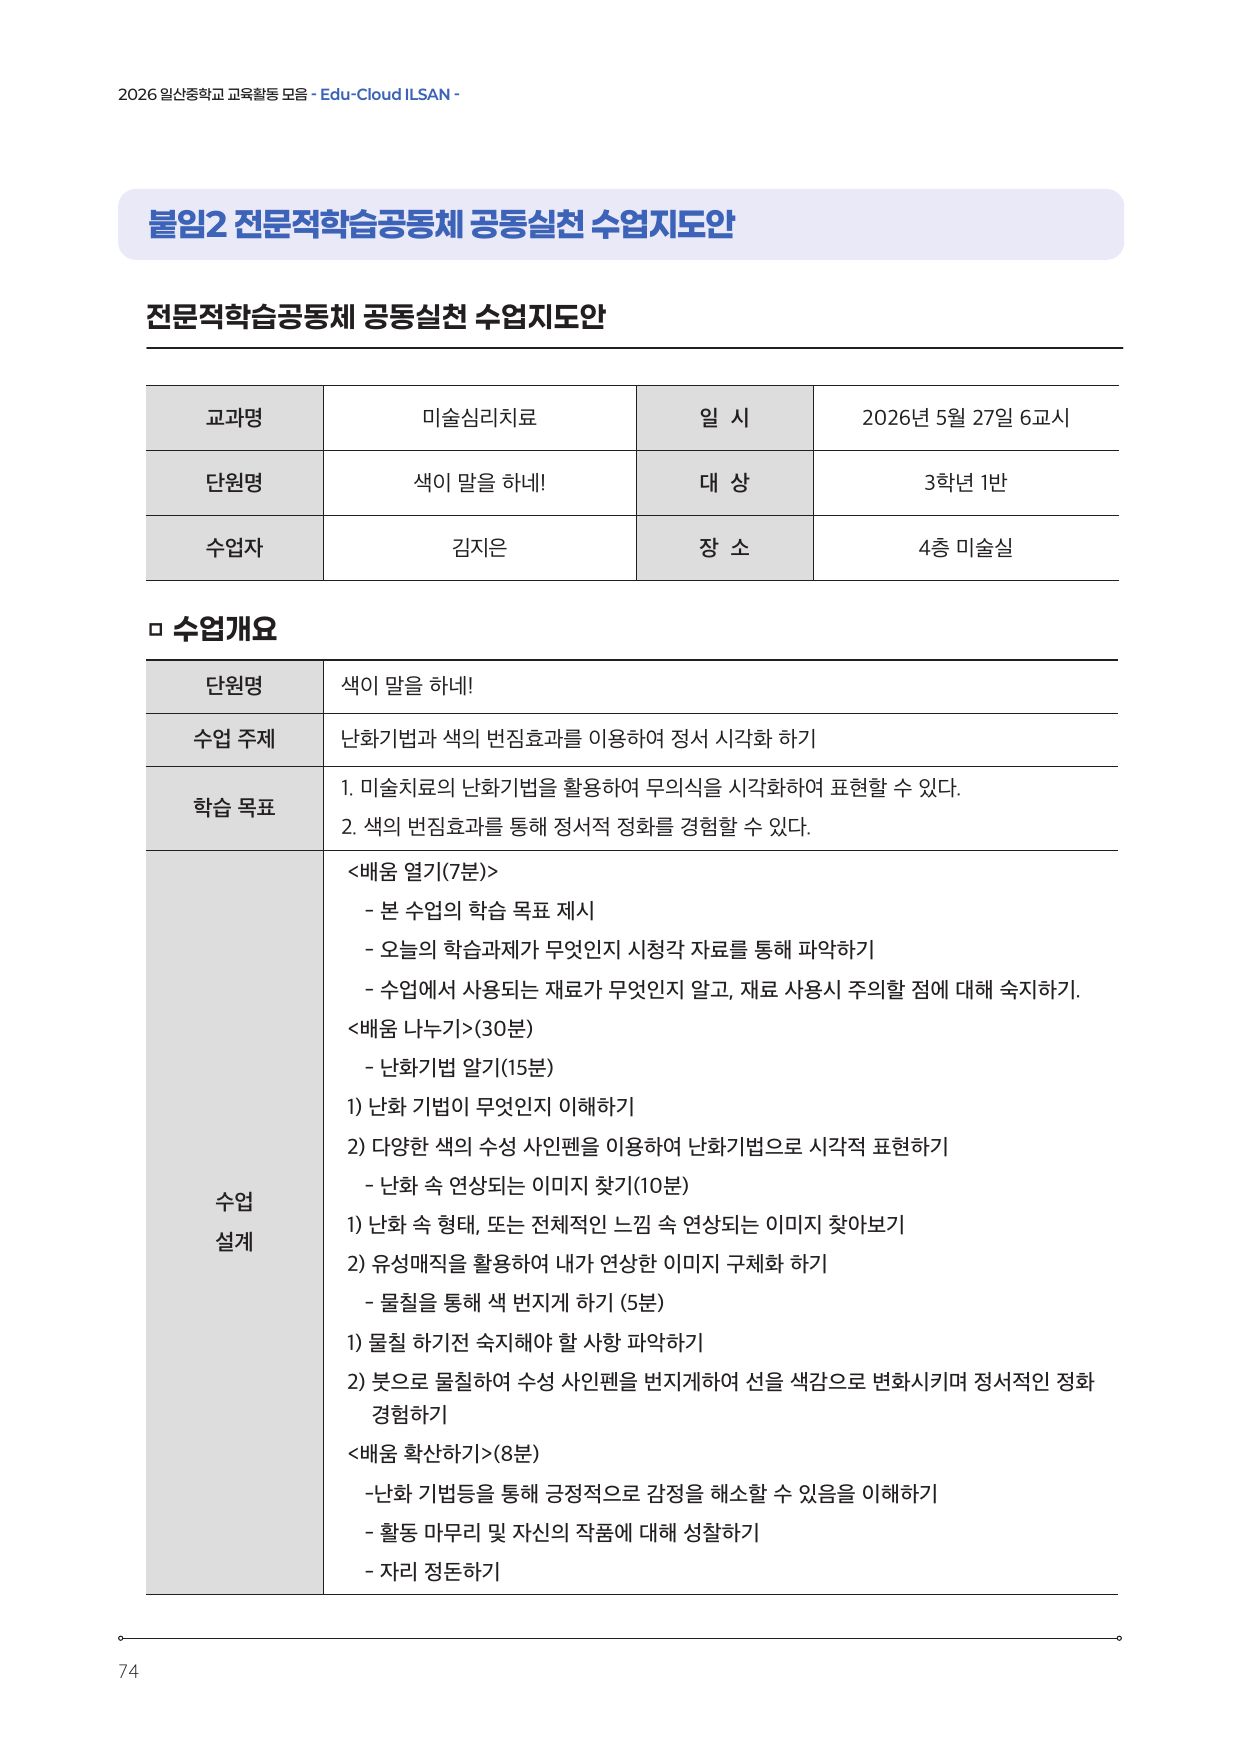 2026 일산중학교 교육활동 모음 - Edu-Cloud ILSAN -
붙임2 전문적학습공동체 공동실천 수업지도안
전문적학습공동체 공동실천 수업지도안
교과명 미술심리치료 일 시 2026년 5월 27일 6교시
단원명 색이 말을 하네! 대 상 3학년 1반
수업자 김지은 장 소 4층 미술실
ㅁ 수업개요
단원명 색이 말을 하네!
수업 주제 난화기법과 색의 번짐효과를 이용하여 정서 시각화 하기
학습 목표
1. 미술치료의 난화기법을 활용하여 무의식을 시각화하여 표현할 수 있다.
2. 색의 번짐효과를 통해 정서적 정화를 경험할 수 있다.
수업
설계
<배움 열기(7분)>
- 본 수업의 학습 목표 제시
- 오늘의 학습과제가 무엇인지 시청각 자료를 통해 파악하기
- 수업에서 사용되는 재료가 무엇인지 알고, 재료 사용시 주의할 점에 대해 숙지하기.
<배움 나누기>(30분)
- 난화기법 알기(15분)
1) 난화 기법이 무엇인지 이해하기
2) 다양한 색의 수성 사인펜을 이용하여 난화기법으로 시각적 표현하기
- 난화 속 연상되는 이미지 찾기(10분)
1) 난화 속 형태, 또는 전체적인 느낌 속 연상되는 이미지 찾아보기
2) 유성매직을 활용하여 내가 연상한 이미지 구체화 하기
- 물칠을 통해 색 번지게 하기 (5분)
1) 물칠 하기전 숙지해야 할 사항 파악하기
2) 붓으로 물칠하여 수성 사인펜을 번지게하여 선을 색감으로 변화시키며 정서적인 정화
경험하기
<배움 확산하기>(8분)
-난화 기법등을 통해 긍정적으로 감정을 해소할 수 있음을 이해하기
- 활동 마무리 및 자신의 작품에 대해 성찰하기
- 자리 정돈하기
74